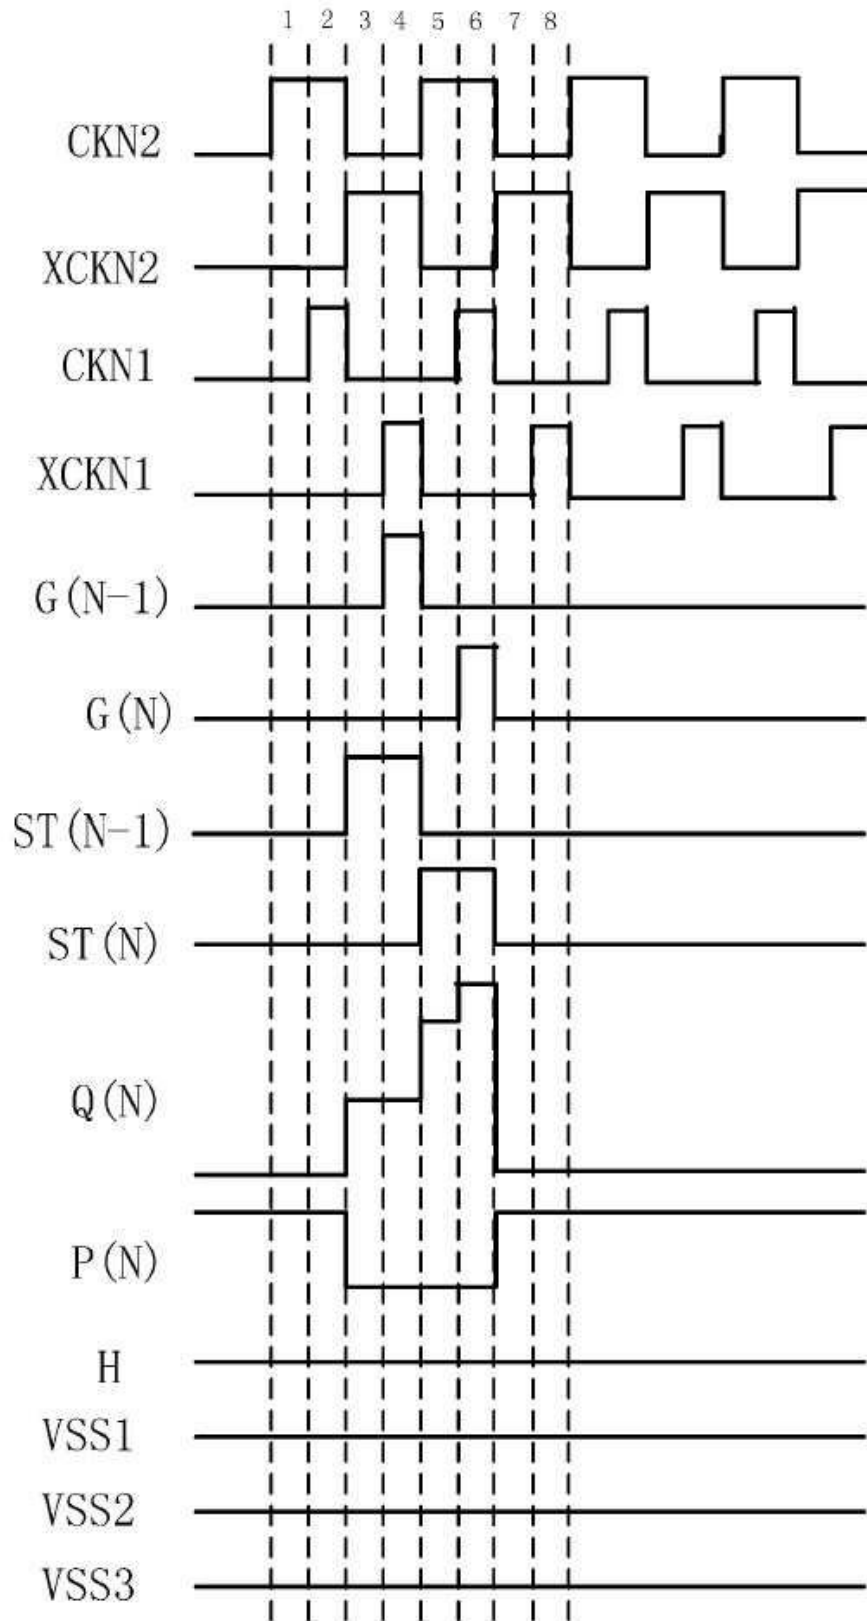 1 2 3 4 5 6 7 8
CKN2
XCKN2
CKN1
XCKN1
G(N-1)
G(N)
ST(N-1)
ST(N)
Q(N)
P(N)
H
VSS1
VSS2
VSS3